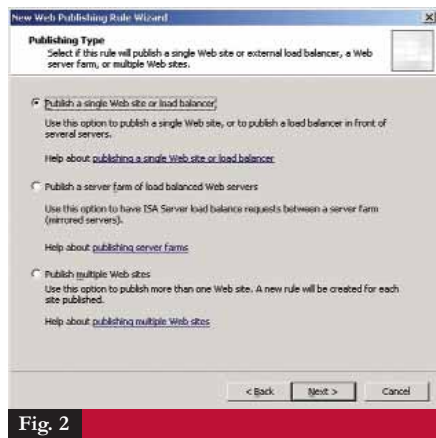 New Web Publishing Rule Wizard
Publishing Type
Select if this rule will publish a single Web site or external load balancer, a Web
server farm, or multiple Web sites.
Publish a single Web site or load balancer
Use this option to publish a single Web site, or to publish a load balancer in front of
several servers.
Help about publishing a single Web site or load balancer
Publish a server farm of load balanced Web servers
Use this option to have ISA Server load balance requests between a server farm
(mirrored servers).
Help about publishing server farms
Publish multiple Web sites
Use this option to publish more than one Web site. A new rule will be created for each
site published.
Help about publishing multiple Web sites
< Back Next > Cancel
Fig. 2